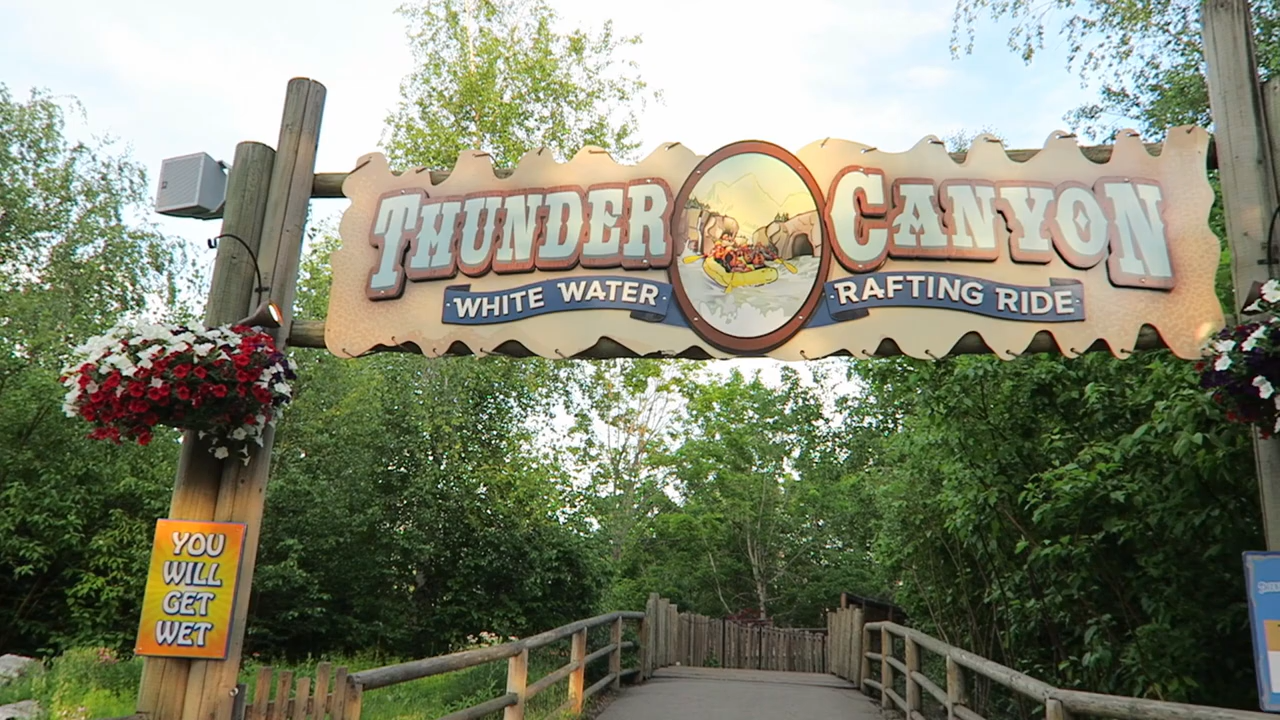 THUNDER CANYON
WHITE WATER RAFTING RIDE
YOU
WILL
GET
WET